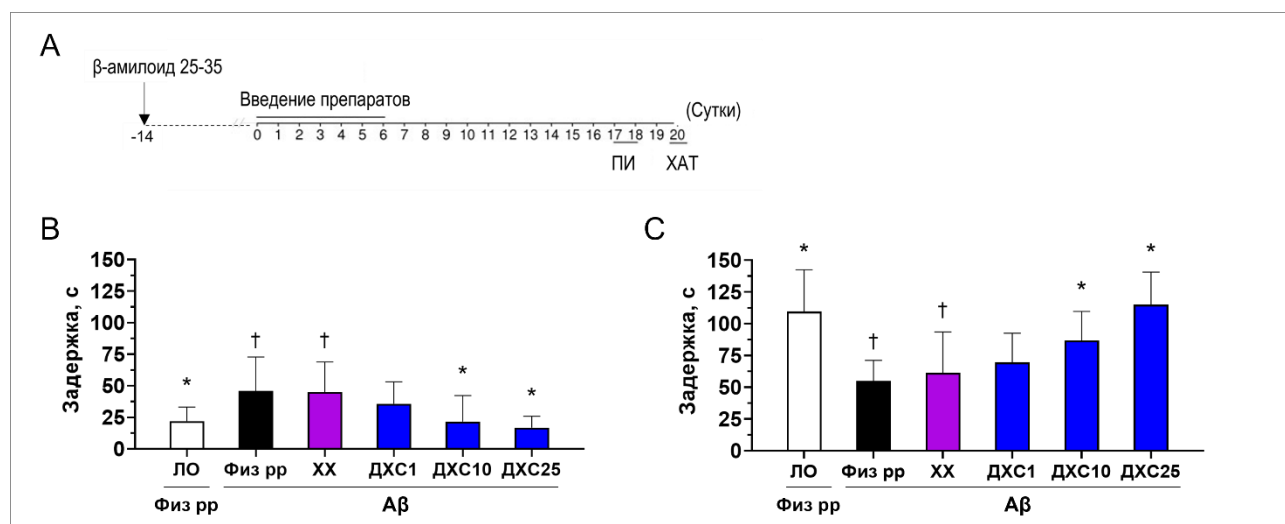 A
β-амилоид 25-35
Введение препаратов
(Сутки)
-14
0 1 2 3 4 5 6 7 8 9 10 11 12 13 14 15 16 17 18 19 20
ПИ ХАТ
B
Задержка, с
150
125
100
75
50
25
0
* † † * *
ЛО Физ рр ХХ ДХС1 ДХС10 ДХС25
Физ рр Аβ
C
Задержка, с
150
125
100
75
50
25
0
* † † * *
ЛО Физ рр ХХ ДХС1 ДХС10 ДХС25
Физ рр Аβ